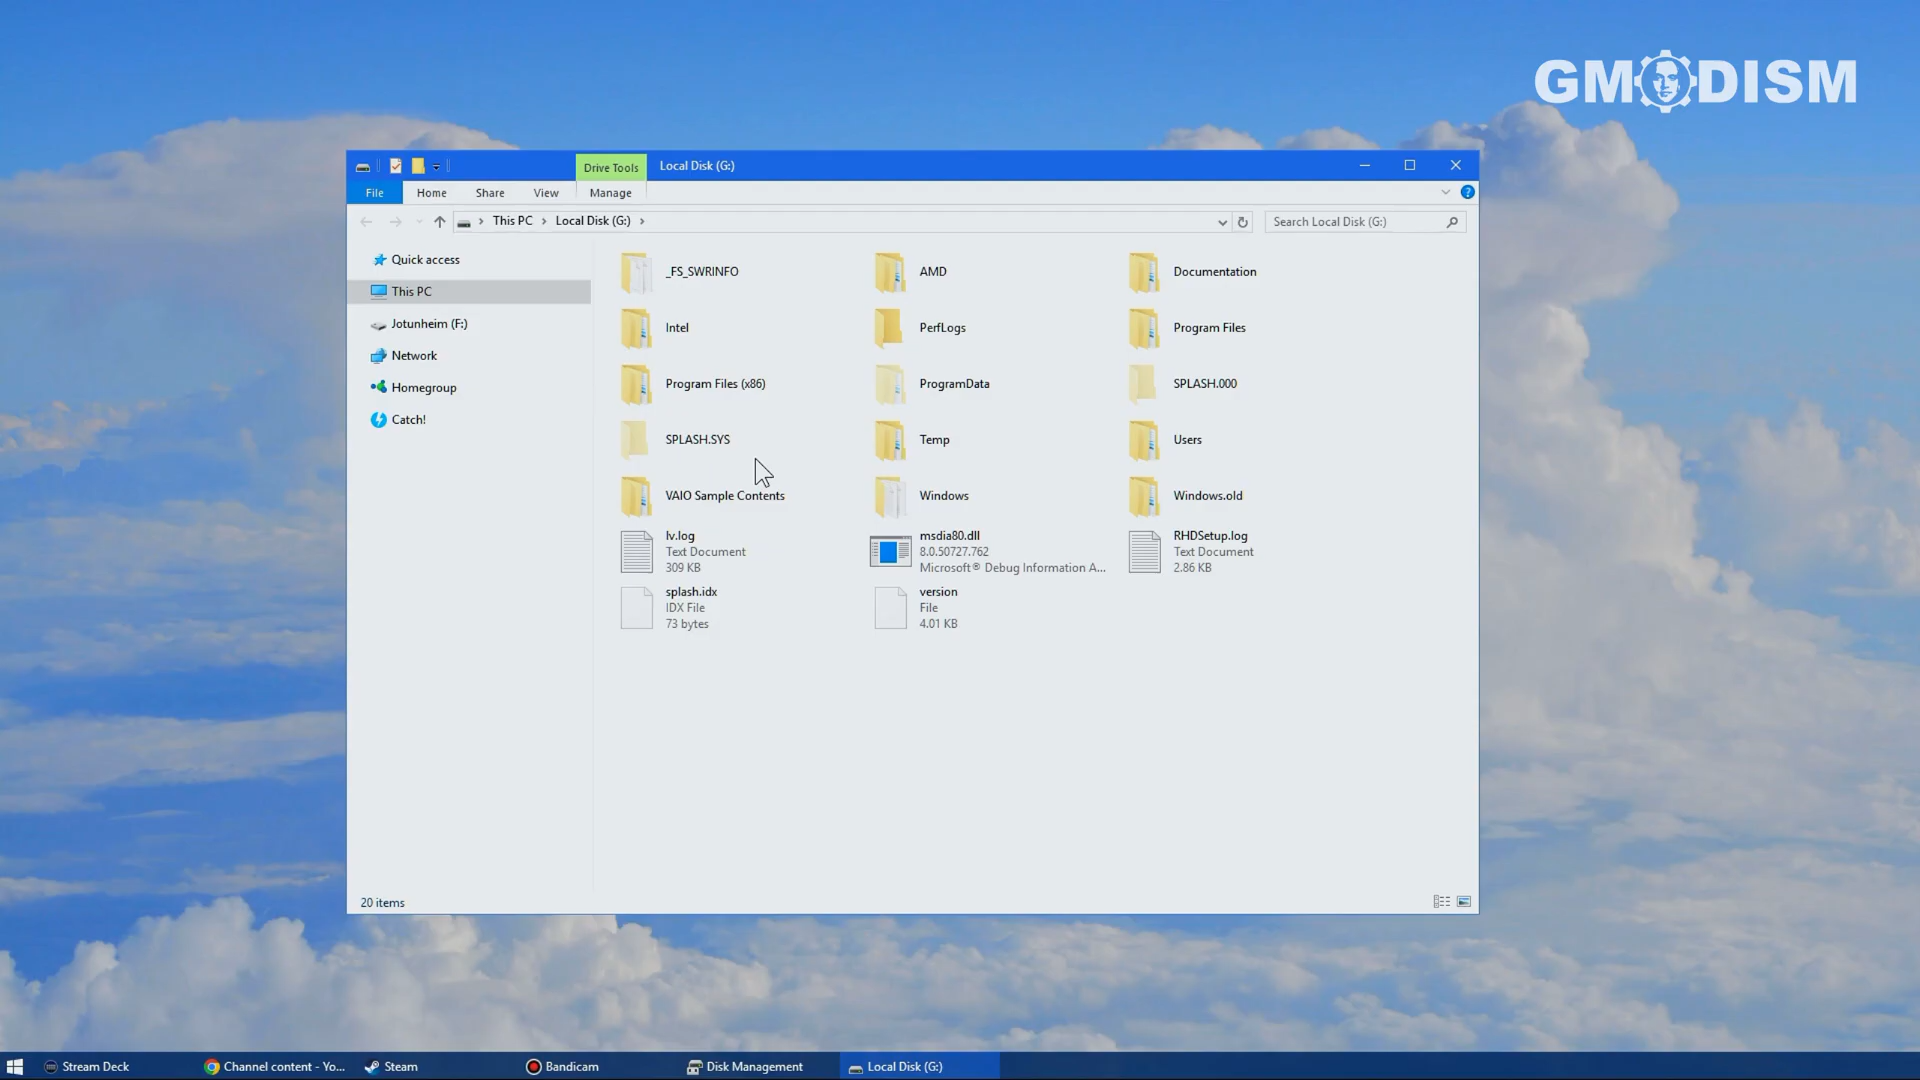 GMODISM
Drive Tools
Local Disk (G:)
File
Home
Share
View
Manage
This PC
Local Disk (G:)
Search Local Disk (G:)
Quick access
This PC
Jotunheim (F:)
Network
Homegroup
Catch!
_FS_SWRINFO
AMD
Documentation
Intel
PerfLogs
Program Files
Program Files (x86)
ProgramData
SPLASH.000
SPLASH.SYS
Temp
Users
VAIO Sample Contents
Windows
Windows.old
lv.log
Text Document
309 KB
msdia80.dll
8.0.50727.762
Microsoft® Debug Information A...
RHDSetup.log
Text Document
2.86 KB
splash.idx
IDX File
73 bytes
version
File
4.01 KB
20 items
Stream Deck
Channel content - Yo...
Steam
Bandicam
Disk Management
Local Disk (G:)